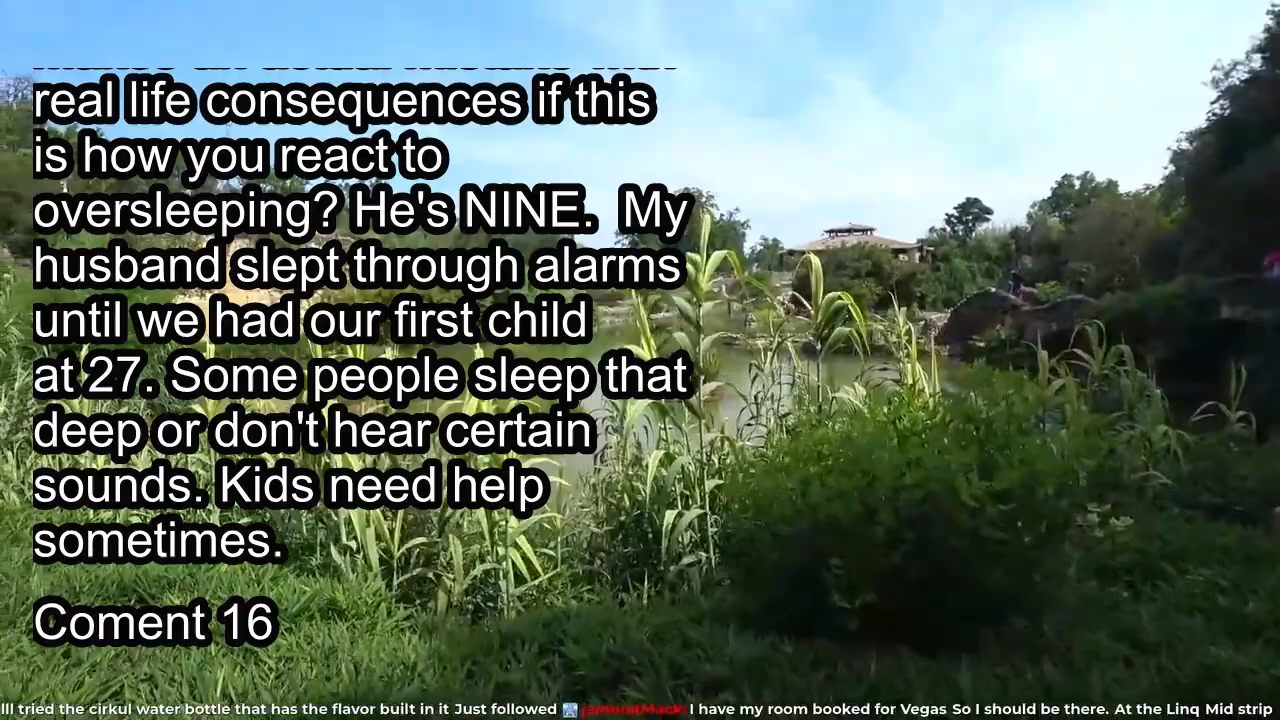 real life consequences if this
is how you react to
oversleeping? He's NINE.  My
husband slept through alarms
until we had our first child
at 27. Some people sleep that
deep or don't hear certain
sounds. Kids need help
sometimes.
Coment 16
lll tried the cirkul water bottle that has the flavor built in it Just followed jamonitMack: I have my room booked for Vegas So I should be there. At the Linq Mid strip